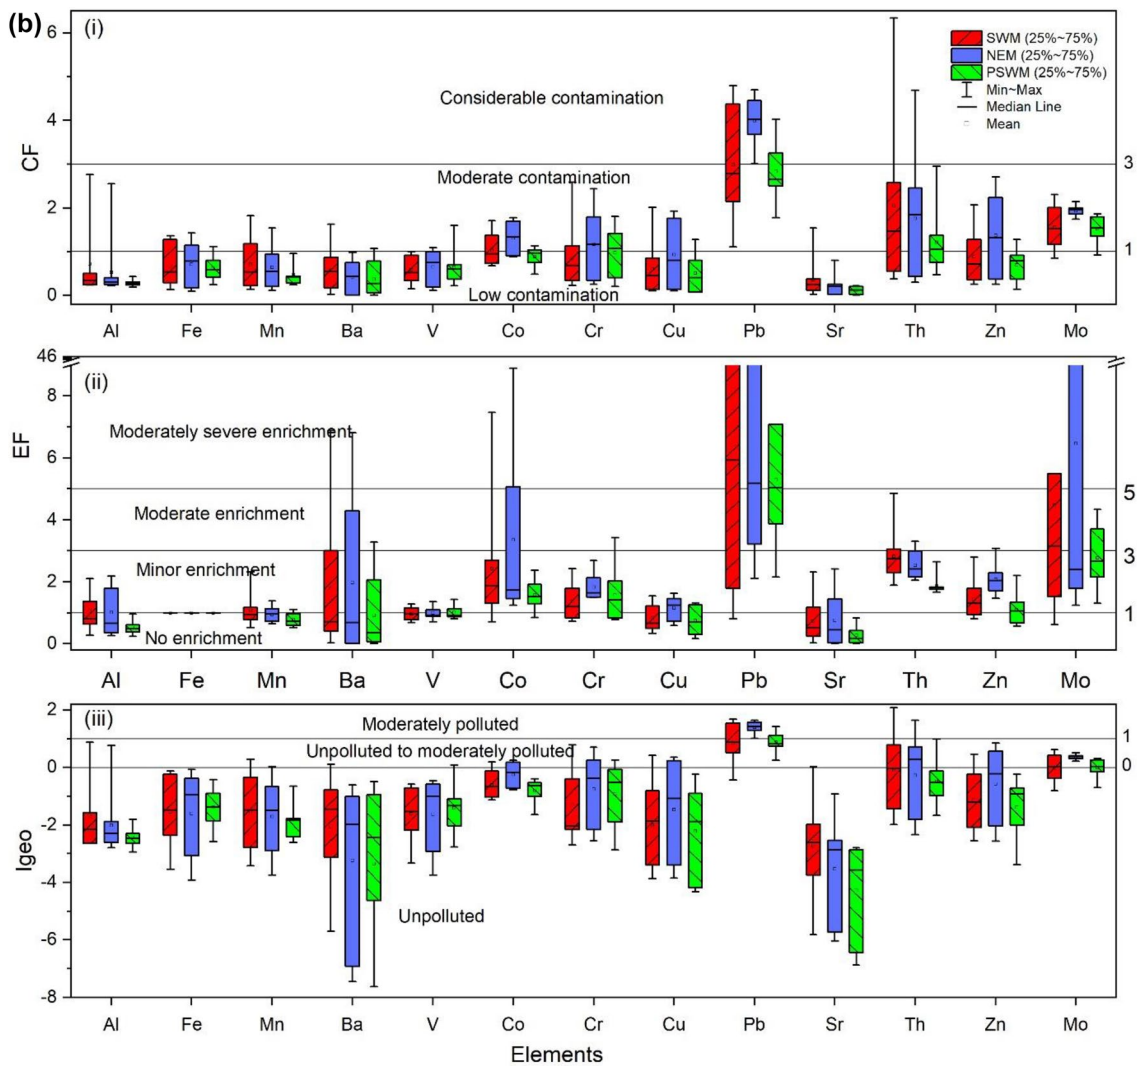 (b)
(i)
SWM (25%~75%)
NEM (25%~75%)
PSWM (25%~75%)
Min~Max
Median Line
Mean
Considerable contamination
Moderate contamination
Low contamination
CF
6
4
2
0
3
1
Al Fe Mn Ba V Co Cr Cu Pb Sr Th Zn Mo
(ii)
Moderately severe enrichment
Moderate enrichment
Minor enrichment
No enrichment
EF
46
8
6
4
2
0
5
3
1
Al Fe Mn Ba V Co Cr Cu Pb Sr Th Zn Mo
(iii)
Moderately polluted
Unpolluted to moderately polluted
Unpolluted
Igeo
2
0
-2
-4
-6
-8
1
0
Al Fe Mn Ba V Co Cr Cu Pb Sr Th Zn Mo
Elements